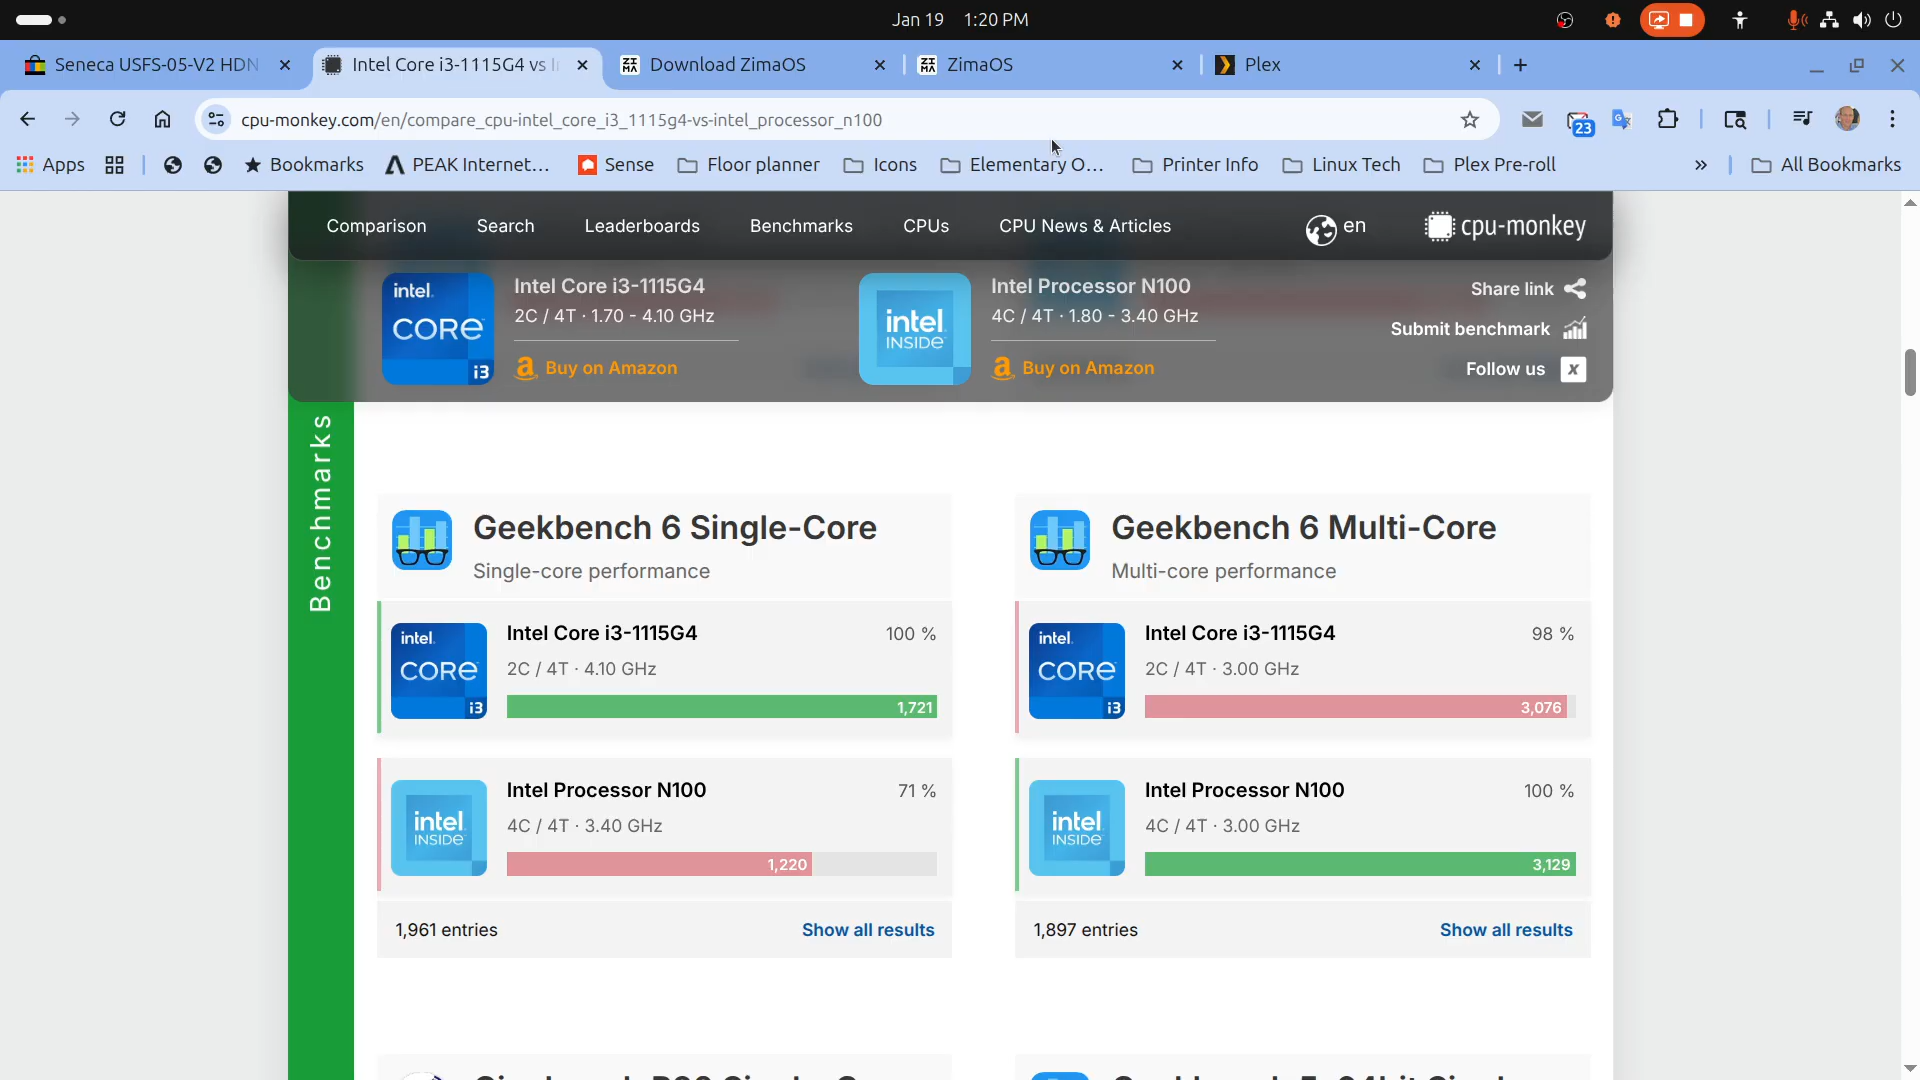 Jan 19 1:20 PM
Seneca USFS-05-V2 HDN
Intel Core i3-1115G4 vs I
Download ZimaOS
ZimaOS
Plex
cpu-monkey.com/en/compare_cpu-intel_core_i3_1115g4-vs-intel_processor_n100
23
Apps
Bookmarks
PEAK Internet...
Sense
Floor planner
Icons
Elementary O...
Printer Info
Linux Tech
Plex Pre-roll
»
All Bookmarks
Comparison Search Leaderboards Benchmarks CPUs CPU News & Articles en cpu-monkey
intel. CORE i3
Intel Core i3-1115G4
2C / 4T · 1.70 - 4.10 GHz
Buy on Amazon
intel INSIDE
Intel Processor N100
4C / 4T · 1.80 - 3.40 GHz
Buy on Amazon
Share link
Submit benchmark
Follow us X
Benchmarks
Geekbench 6 Single-Core
Single-core performance
intel. CORE i3
Intel Core i3-1115G4 100 %
2C / 4T · 4.10 GHz
1,721
intel INSIDE
Intel Processor N100 71 %
4C / 4T · 3.40 GHz
1,220
1,961 entries Show all results
Geekbench 6 Multi-Core
Multi-core performance
intel. CORE i3
Intel Core i3-1115G4 98 %
2C / 4T · 3.00 GHz
3,076
intel INSIDE
Intel Processor N100 100 %
4C / 4T · 3.00 GHz
3,129
1,897 entries Show all results